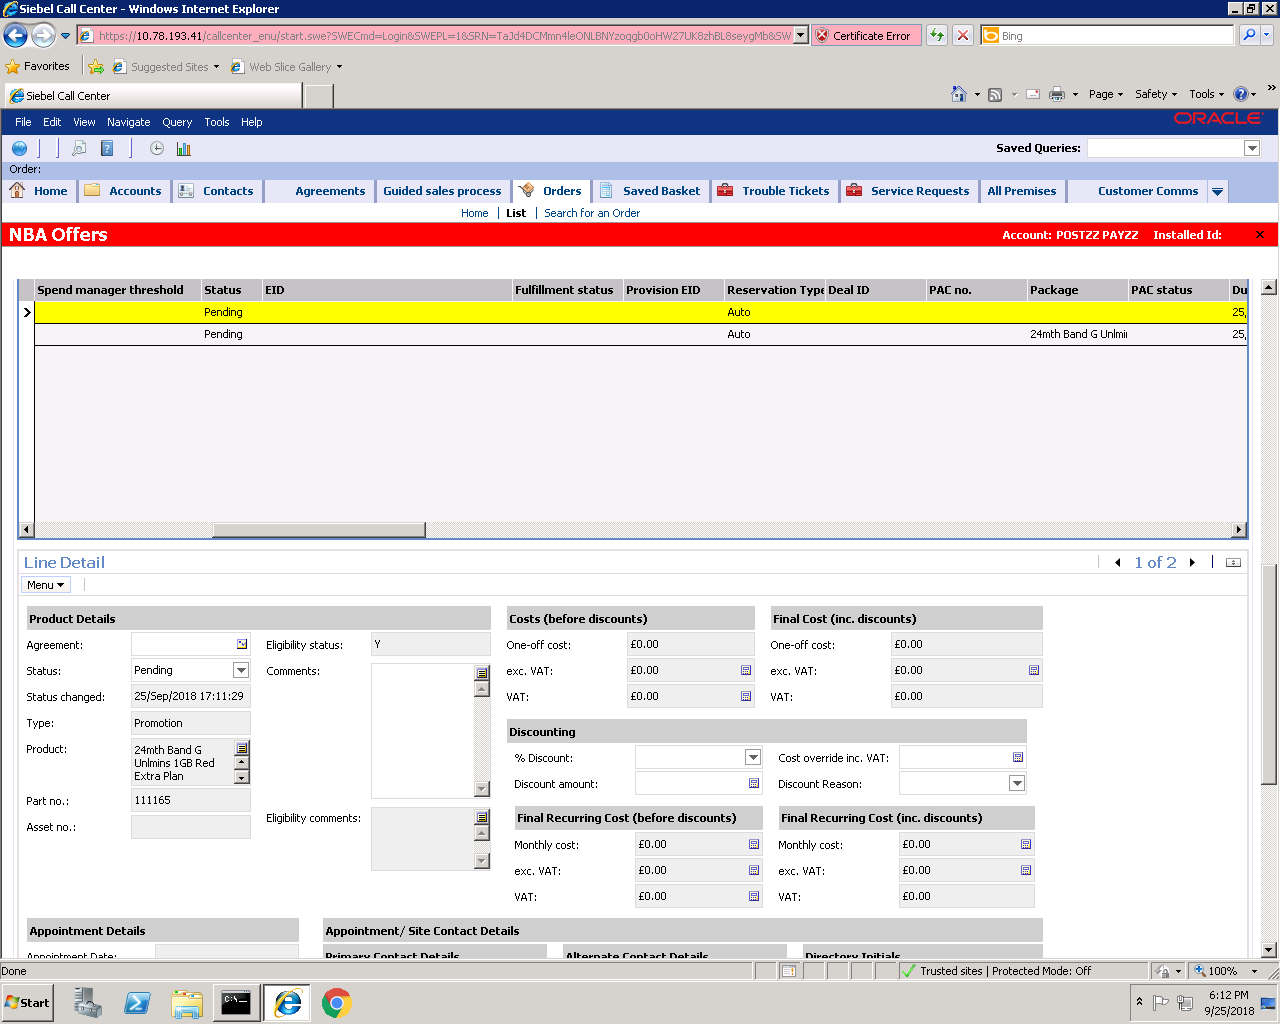 Siebel Call Center - Windows Internet Explorer
https://10.78.193.41/callcenter_enu/start.swe?SWECmd=Login&SWEPL=1&SRN=TaJd4DCMmn4leONLBNYzoqgb0oHW27UK8zhBL8seygMb&SW
Certificate Error
Bing
Favorites
Suggested Sites
Web Slice Gallery
Siebel Call Center
Page
Safety
Tools
File Edit View Navigate Query Tools Help
ORACLE
Saved Queries:
Order:
Home
Accounts
Contacts
Agreements
Guided sales process
Orders
Saved Basket
Trouble Tickets
Service Requests
All Premises
Customer Comms
Home | List | Search for an Order
NBA Offers
Account: POSTZZ PAYZZ Installed Id:
Spend manager threshold Status EID Fulfillment status Provision EID Reservation Type Deal ID PAC no. Package PAC status Du
Pending Auto 25,
Pending Auto 24mth Band G Unlmi 25,
Line Detail
1 of 2
Menu
Product Details
Agreement:
Status: Pending
Status changed: 25/Sep/2018 17:11:29
Type: Promotion
Product: 24mth Band G
Unlmins 1GB Red
Extra Plan
Part no.: 111165
Asset no.:
Eligibility status: Y
Comments:
Eligibility comments:
Costs (before discounts)
One-off cost: £0.00
exc. VAT: £0.00
VAT: £0.00
Final Cost (inc. discounts)
One-off cost: £0.00
exc. VAT: £0.00
VAT: £0.00
Discounting
% Discount:
Discount amount:
Cost override inc. VAT:
Discount Reason:
Final Recurring Cost (before discounts)
Monthly cost: £0.00
exc. VAT: £0.00
VAT: £0.00
Final Recurring Cost (inc. discounts)
Monthly cost: £0.00
exc. VAT: £0.00
VAT: £0.00
Appointment Details
Appointment Date:
Appointment/ Site Contact Details
Primary Contact Details
Alternate Contact Details
Directory Initials
Done
Trusted sites | Protected Mode: Off
100%
Start
6:12 PM
9/25/2018